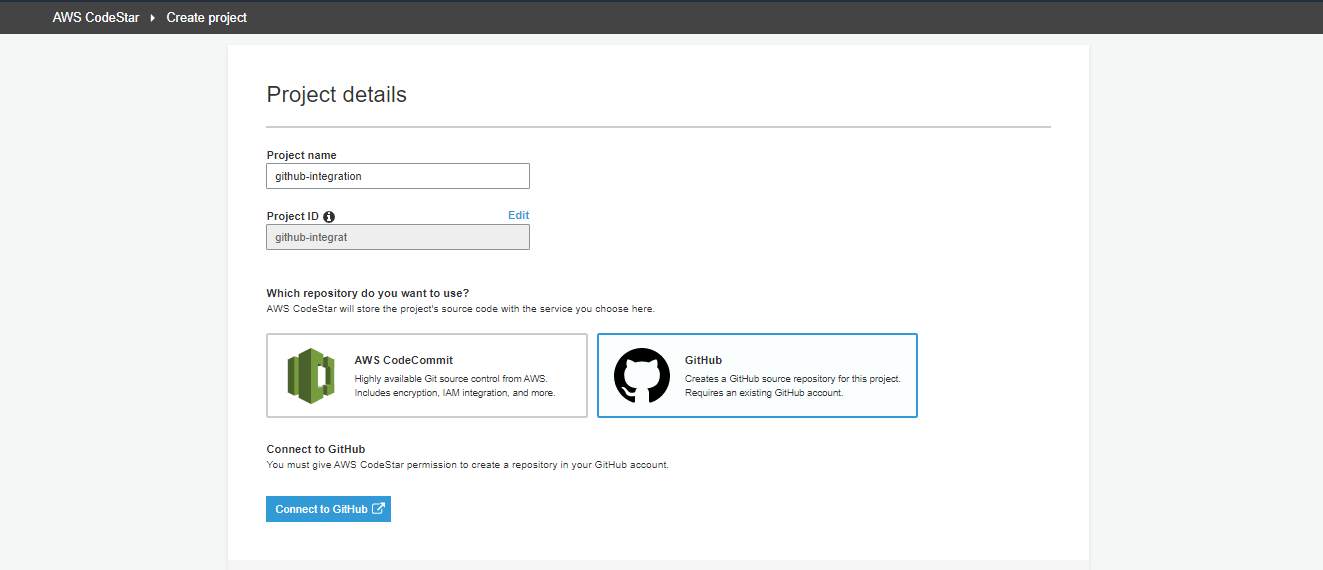 AWS CodeStar Create project
Project details
Project name
github-integration
Project ID Edit
github-integrat
Which repository do you want to use?
AWS CodeStar will store the project's source code with the service you choose here.
AWS CodeCommit
Highly available Git source control from AWS.
Includes encryption, IAM integration, and more.
GitHub
Creates a GitHub source repository for this project.
Requires an existing GitHub account.
Connect to GitHub
You must give AWS CodeStar permission to create a repository in your GitHub account.
Connect to GitHub